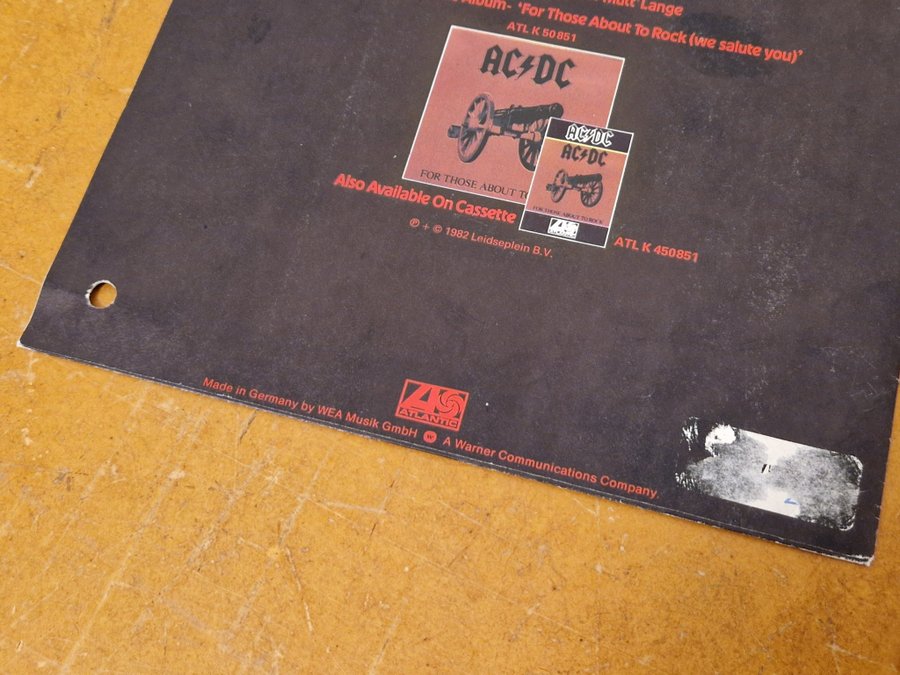 Mutt' Lange
Album- 'For Those About To Rock (we salute you)'
ATL K 50851
AC⚡DC
FOR THOSE ABOUT TO
AC⚡DC
AC⚡DC
FOR THOSE ABOUT TO ROCK
ATLANTIC
Also Available On Cassette
ATL K 450851
℗ + © 1982 Leidseplein B.V.
ATLANTIC
Made in Germany by WEA Musik GmbH W A Warner Communications Company.